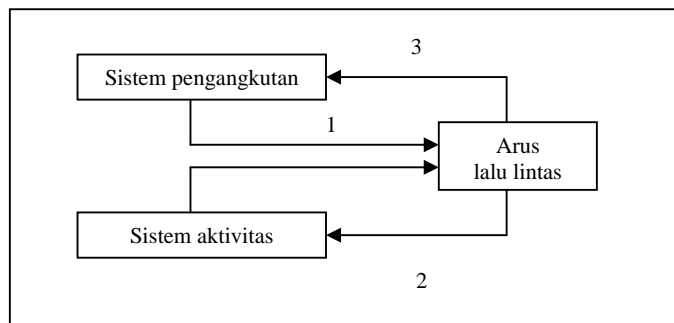 3
Sistem pengangkutan
1
Arus
lalu lintas
Sistem aktivitas
2